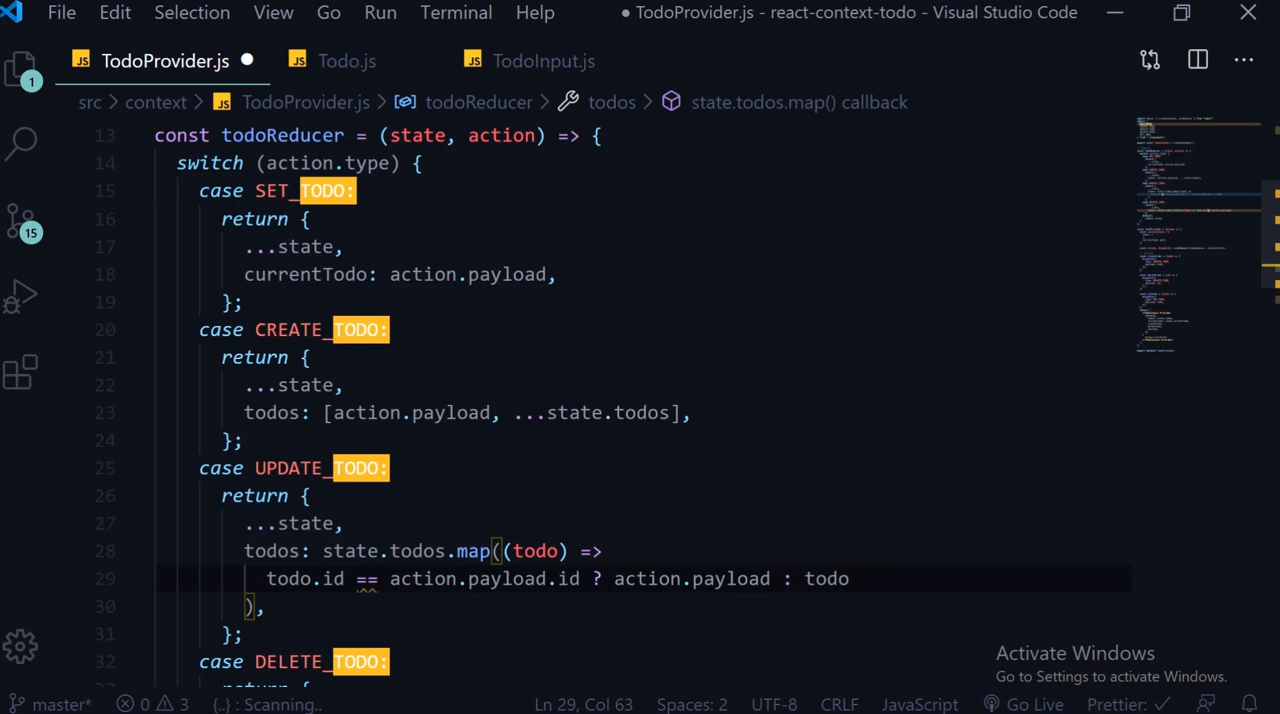 File Edit Selection View Go Run Terminal Help ● TodoProvider.js - react-context-todo - Visual Studio Code
JS TodoProvider.js ● JS Todo.js JS TodoInput.js
1
src > context > JS TodoProvider.js > todoReducer > todos > state.todos.map() callback
13 const todoReducer = (state, action) => {
14 switch (action.type) {
15 case SET_TODO:
16 return {
17 ...state,
18 currentTodo: action.payload,
19 };
20 case CREATE_TODO:
21 return {
22 ...state,
23 todos: [action.payload, ...state.todos],
24 };
25 case UPDATE_TODO:
26 return {
27 ...state,
28 todos: state.todos.map((todo) =>
29 todo.id == action.payload.id ? action.payload : todo
30 ),
31 };
32 case DELETE_TODO:
15
Activate Windows
Go to Settings to activate Windows.
master* 0 3 {..} : Scanning.. Ln 29, Col 63 Spaces: 2 UTF-8 CRLF JavaScript Go Live Prettier: ✓